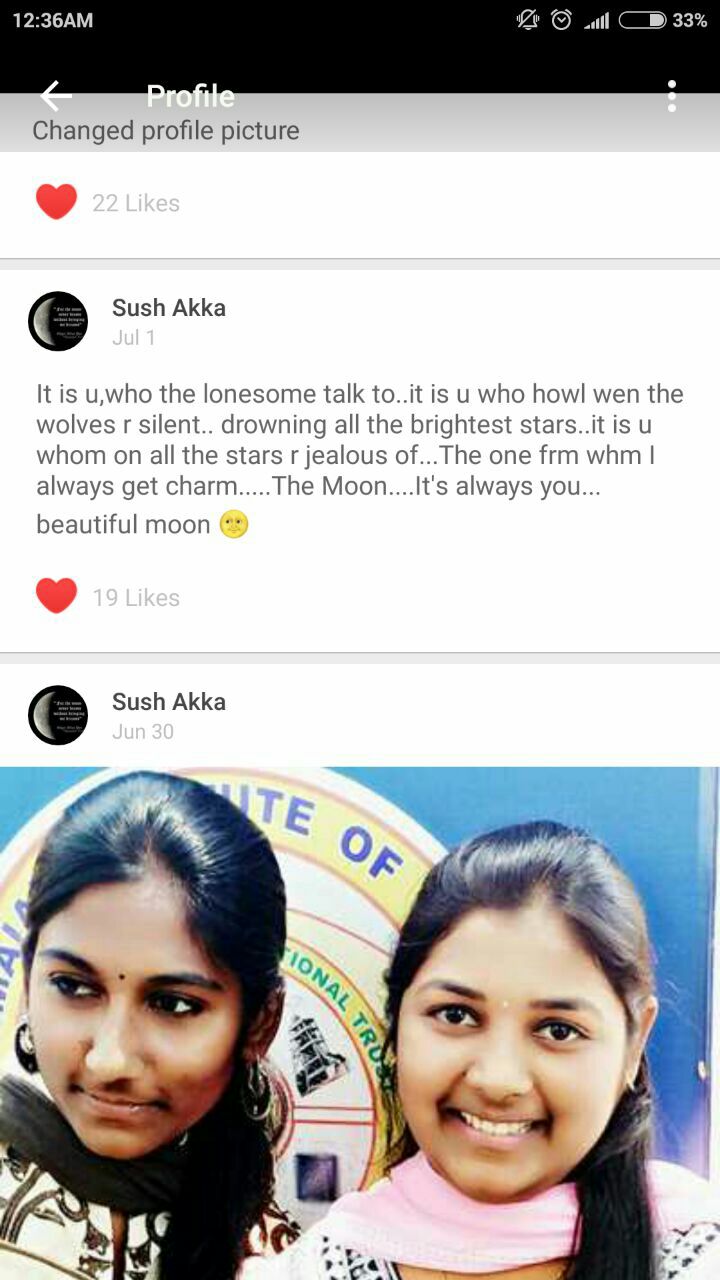 12:36AM
33%
Profile
Changed profile picture
22 Likes
Sush Akka
Jul 1
It is u,who the lonesome talk to..it is u who howl wen the
wolves r silent.. drowning all the brightest stars..it is u
whom on all the stars r jealous of...The one frm whm I
always get charm.....The Moon....It's always you...
beautiful moon 🌝
19 Likes
Sush Akka
Jun 30
UTE OF
TIONAL TRUS